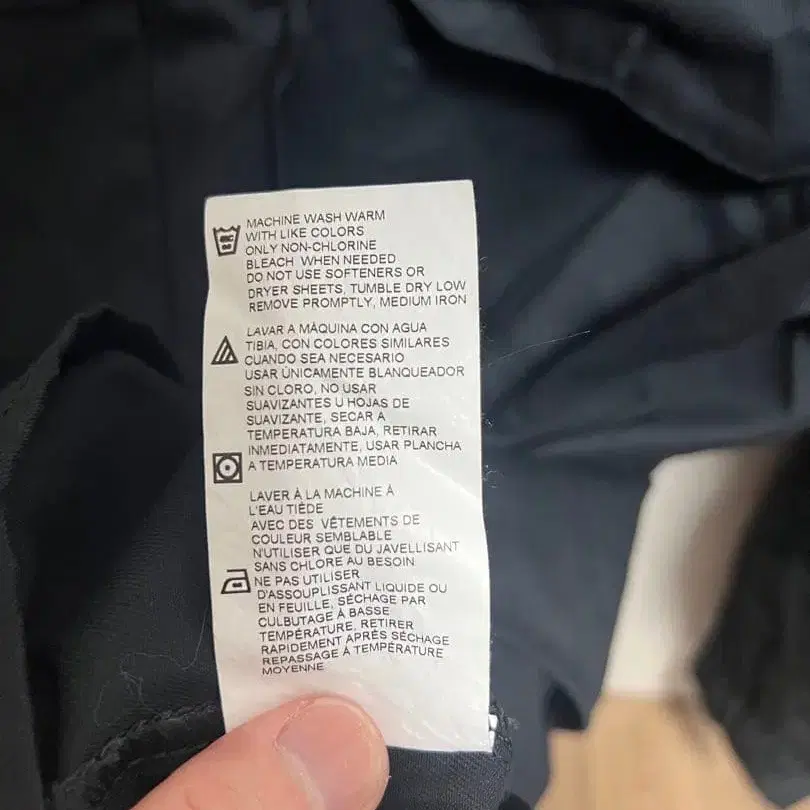 MACHINE WASH WARM
WITH LIKE COLORS
ONLY NON-CHLORINE
BLEACH WHEN NEEDED
DO NOT USE SOFTENERS OR
DRYER SHEETS, TUMBLE DRY LOW
REMOVE PROMPTLY, MEDIUM IRON
LAVAR A MÁQUINA CON AGUA
TIBIA, CON COLORES SIMILARES
CUANDO SEA NECESARIO
USAR ÚNICAMENTE BLANQUEADOR
SIN CLORO, NO USAR
SUAVIZANTES U HOJAS DE
SUAVIZANTE, SECAR A
TEMPERATURA BAJA, RETIRAR
INMEDIATAMENTE, USAR PLANCHA
A TEMPERATURA MEDIA
LAVER À LA MACHINE À
L'EAU TIÈDE
AVEC DES VÊTEMENTS DE
COULEUR SEMBLABLE
N'UTILISER QUE DU JAVELLISANT
SANS CHLORE AU BESOIN
NE PAS UTILISER
D'ASSOUPLISSANT LIQUIDE OU
EN FEUILLE, SÉCHAGE PAR
CULBUTAGE À BASSE
TEMPÉRATURE, RETIRER
RAPIDEMENT APRÈS SÉCHAGE
REPASSAGE À TEMPÉRATURE
MOYENNE